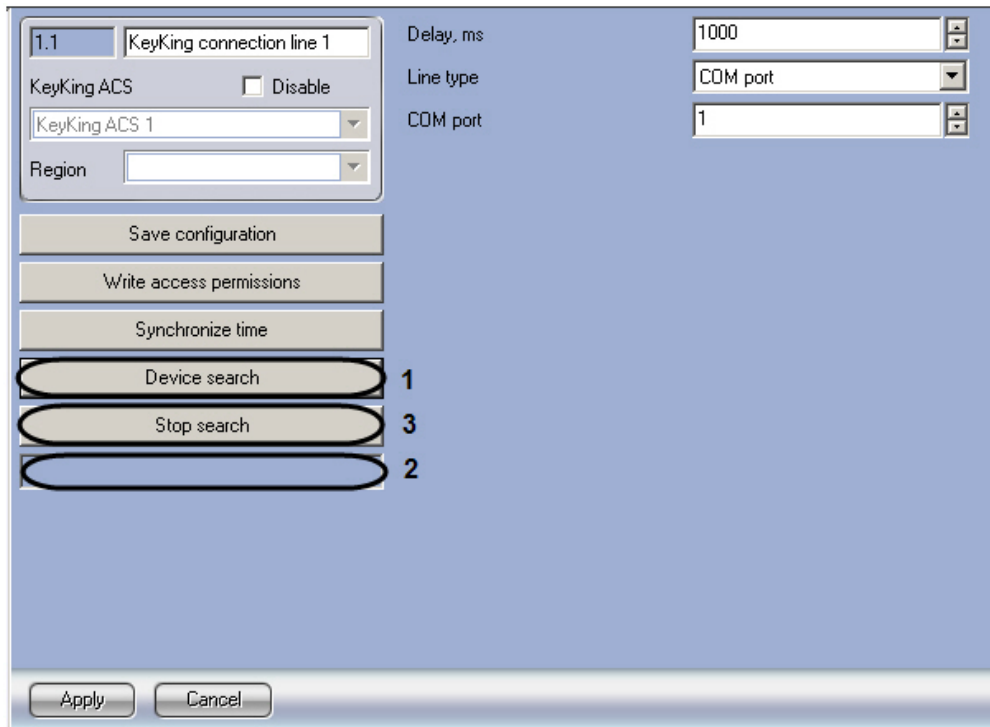 1.1 KeyKing connection line 1
KeyKing ACS Disable
KeyKing ACS 1
Region
Delay, ms 1000
Line type COM port
COM port 1
Save configuration
Write access permissions
Synchronize time
Device search 1
Stop search 3
2
Apply Cancel